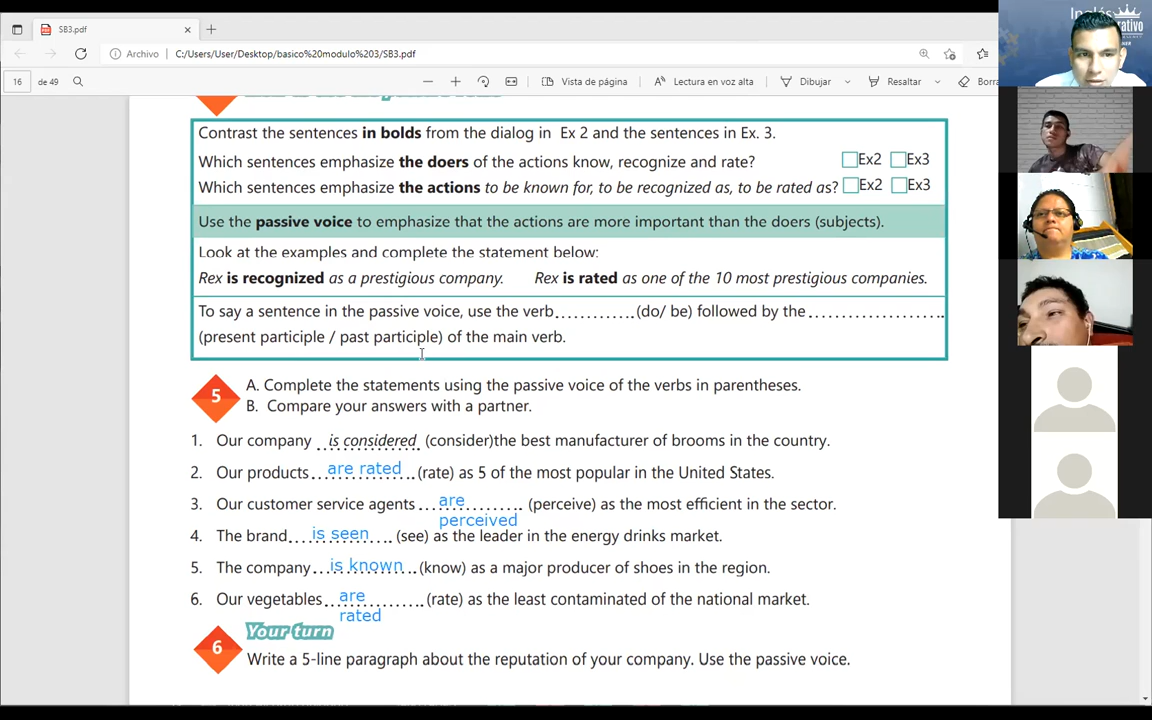 SB3.pdf
Inglés
rativo
NER
Archivo C:/Users/User/Desktop/basico%20modulo%203/SB3.pdf
16 de 49 Vista de página Lectura en voz alta Dibujar Resaltar Borra
Contrast the sentences in bolds from the dialog in Ex 2 and the sentences in Ex. 3.
Which sentences emphasize the doers of the actions know, recognize and rate? Ex2 Ex3
Which sentences emphasize the actions to be known for, to be recognized as, to be rated as? Ex2 Ex3
Use the passive voice to emphasize that the actions are more important than the doers (subjects).
Look at the examples and complete the statement below:
Rex is recognized as a prestigious company. Rex is rated as one of the 10 most prestigious companies.
To say a sentence in the passive voice, use the verb............(do/ be) followed by the .....................
(present participle / past participle) of the main verb.
5
A. Complete the statements using the passive voice of the verbs in parentheses.
B. Compare your answers with a partner.
1. Our company ..is considered. (consider)the best manufacturer of brooms in the country.
2. Our products ..are rated.. (rate) as 5 of the most popular in the United States.
3. Our customer service agents ..are perceived.. (perceive) as the most efficient in the sector.
4. The brand...is seen.... (see) as the leader in the energy drinks market.
5. The company ..is known.. (know) as a major producer of shoes in the region.
6. Our vegetables ..are rated.. (rate) as the least contaminated of the national market.
6
Your turn
Write a 5-line paragraph about the reputation of your company. Use the passive voice.